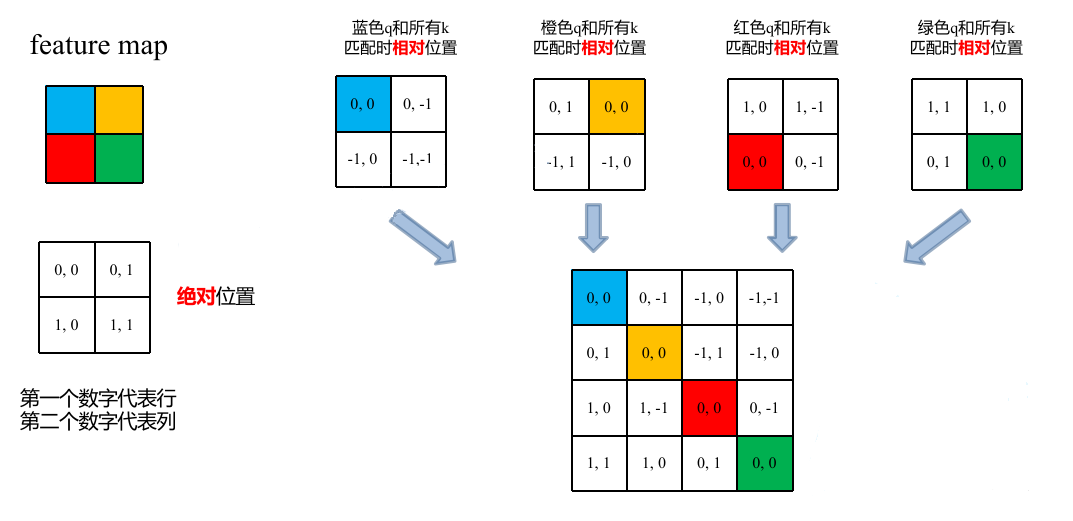 feature map
蓝色q和所有k
匹配时相对位置
橙色q和所有k
匹配时相对位置
红色q和所有k
匹配时相对位置
绿色q和所有k
匹配时相对位置
0, 0 0, -1
-1, 0 -1,-1
0, 1 0, 0
-1, 1 -1, 0
1, 0 1, -1
0, 0 0, -1
1, 1 1, 0
0, 1 0, 0
0, 0 0, 1
1, 0 1, 1
绝对位置
第一个数字代表行
第二个数字代表列
0, 0 0, -1 -1, 0 -1,-1
0, 1 0, 0 -1, 1 -1, 0
1, 0 1, -1 0, 0 0, -1
1, 1 1, 0 0, 1 0, 0